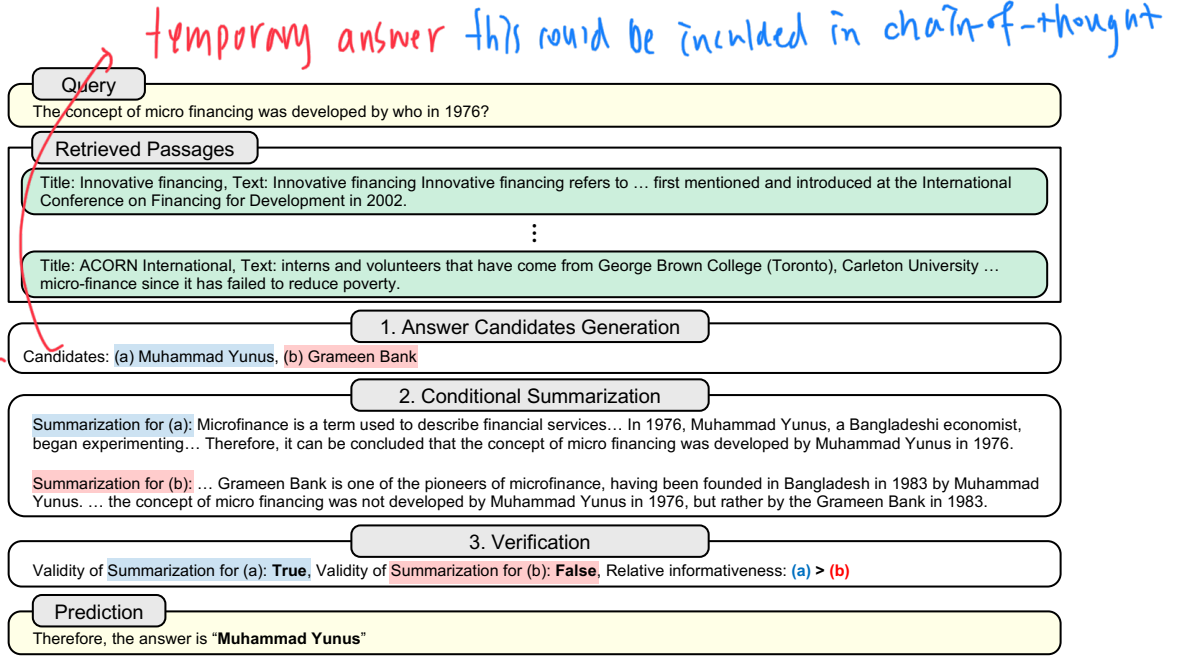 temporary answer this could be inculded in chain-of-thought
Query
The concept of micro financing was developed by who in 1976?
Retrieved Passages
Title: Innovative financing, Text: Innovative financing Innovative financing refers to … first mentioned and introduced at the International
Conference on Financing for Development in 2002.
⋮
Title: ACORN International, Text: interns and volunteers that have come from George Brown College (Toronto), Carleton University …
micro-finance since it has failed to reduce poverty.
1. Answer Candidates Generation
Candidates: (a) Muhammad Yunus, (b) Grameen Bank
2. Conditional Summarization
Summarization for (a): Microfinance is a term used to describe financial services… In 1976, Muhammad Yunus, a Bangladeshi economist,
began experimenting… Therefore, it can be concluded that the concept of micro financing was developed by Muhammad Yunus in 1976.
Summarization for (b): … Grameen Bank is one of the pioneers of microfinance, having been founded in Bangladesh in 1983 by Muhammad
Yunus. … the concept of micro financing was not developed by Muhammad Yunus in 1976, but rather by the Grameen Bank in 1983.
3. Verification
Validity of Summarization for (a): True, Validity of Summarization for (b): False, Relative informativeness: (a) > (b)
Prediction
Therefore, the answer is “Muhammad Yunus”